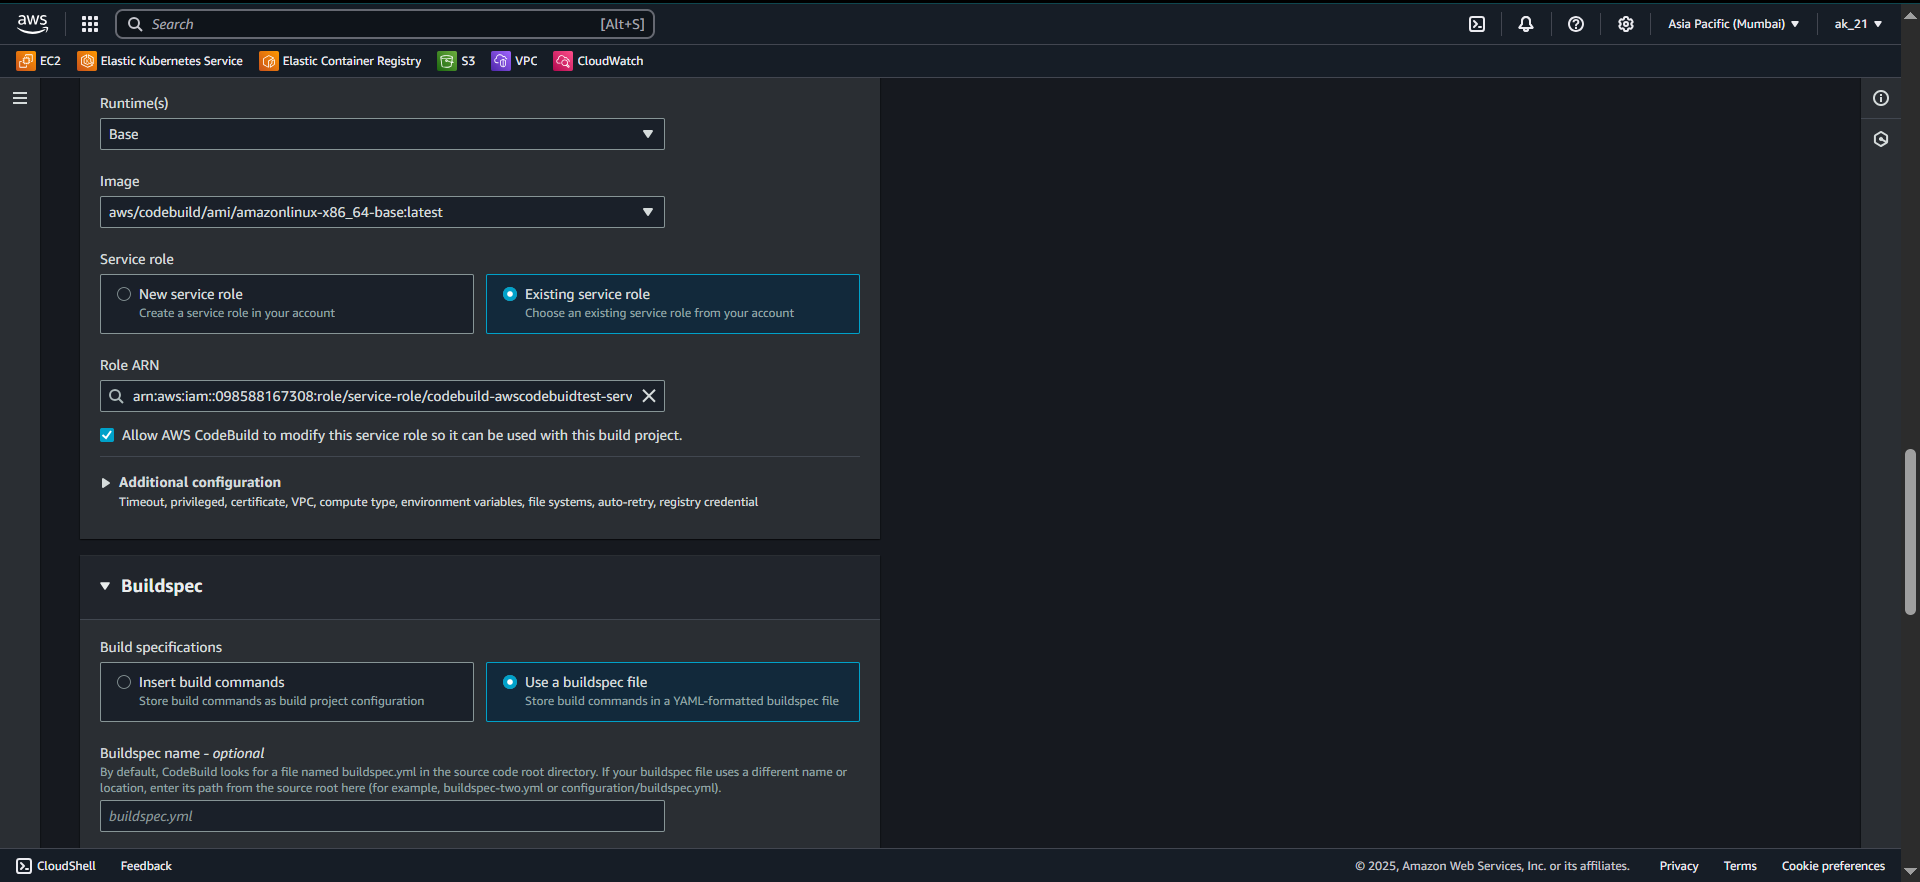 aws
Search [Alt+S]
Asia Pacific (Mumbai)
ak_21
EC2
Elastic Kubernetes Service
Elastic Container Registry
S3
VPC
CloudWatch
Runtime(s)
Base
Image
aws/codebuild/ami/amazonlinux-x86_64-base:latest
Service role
New service role
Create a service role in your account
Existing service role
Choose an existing service role from your account
Role ARN
arn:aws:iam::098588167308:role/service-role/codebuild-awscodebuidtest-serv
Allow AWS CodeBuild to modify this service role so it can be used with this build project.
Additional configuration
Timeout, privileged, certificate, VPC, compute type, environment variables, file systems, auto-retry, registry credential
Buildspec
Build specifications
Insert build commands
Store build commands as build project configuration
Use a buildspec file
Store build commands in a YAML-formatted buildspec file
Buildspec name - optional
By default, CodeBuild looks for a file named buildspec.yml in the source code root directory. If your buildspec file uses a different name or
location, enter its path from the source root here (for example, buildspec-two.yml or configuration/buildspec.yml).
buildspec.yml
CloudShell
Feedback
© 2025, Amazon Web Services, Inc. or its affiliates.
Privacy
Terms
Cookie preferences